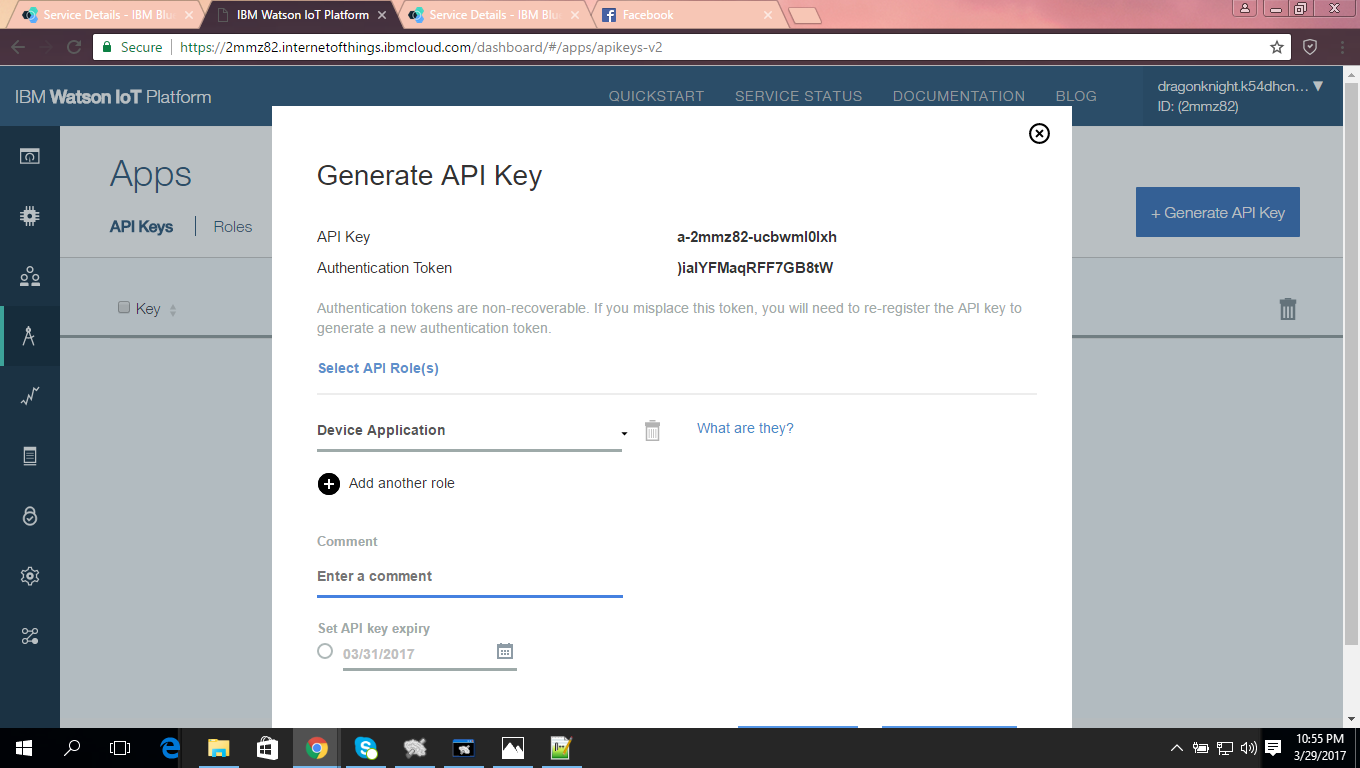 Service Details - IBM Blu
IBM Watson IoT Platform
Service Details - IBM Blu
Facebook
Secure
https://2mmz82.internetofthings.ibmcloud.com/dashboard/#/apps/apikeys-v2
IBM Watson IoT Platform
QUICKSTART
SERVICE STATUS
DOCUMENTATION
BLOG
dragonknight.k54dhcn...
ID: (2mmz82)
Apps
API Keys
Roles
+ Generate API Key
Key
Generate API Key
API Key a-2mmz82-ucbwml0lxh
Authentication Token )ialYFMaqRFF7GB8tW
Authentication tokens are non-recoverable. If you misplace this token, you will need to re-register the API key to
generate a new authentication token.
Select API Role(s)
Device Application
What are they?
Add another role
Comment
Enter a comment
Set API key expiry
03/31/2017
10:55 PM
3/29/2017